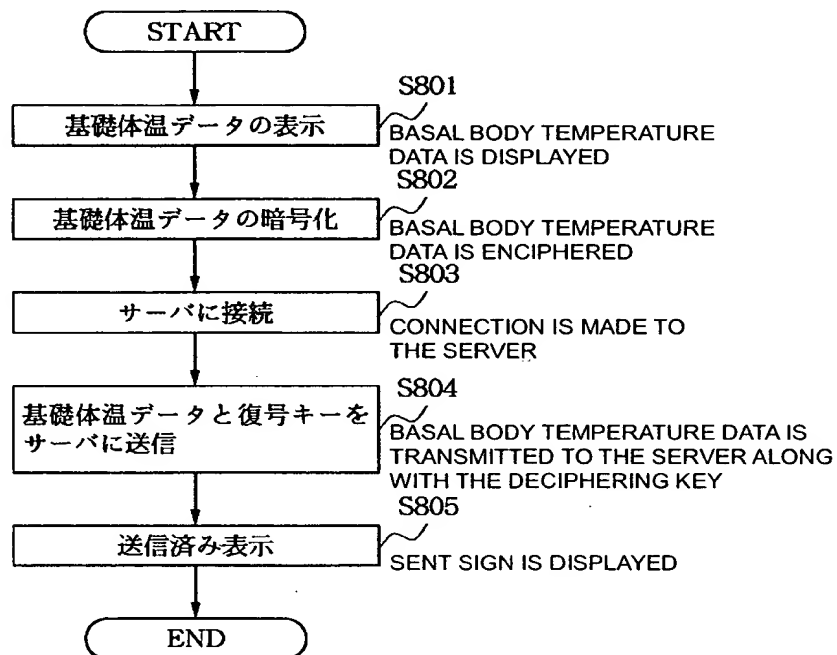 START
S801
基礎体温データの表示
BASAL BODY TEMPERATURE
DATA IS DISPLAYED
S802
基礎体温データの暗号化
BASAL BODY TEMPERATURE
DATA IS ENCIPHERED
S803
サーバに接続
CONNECTION IS MADE TO
THE SERVER
S804
基礎体温データと復号キーを
サーバに送信
BASAL BODY TEMPERATURE DATA IS
TRANSMITTED TO THE SERVER ALONG
WITH THE DECIPHERING KEY
S805
送信済み表示
SENT SIGN IS DISPLAYED
END